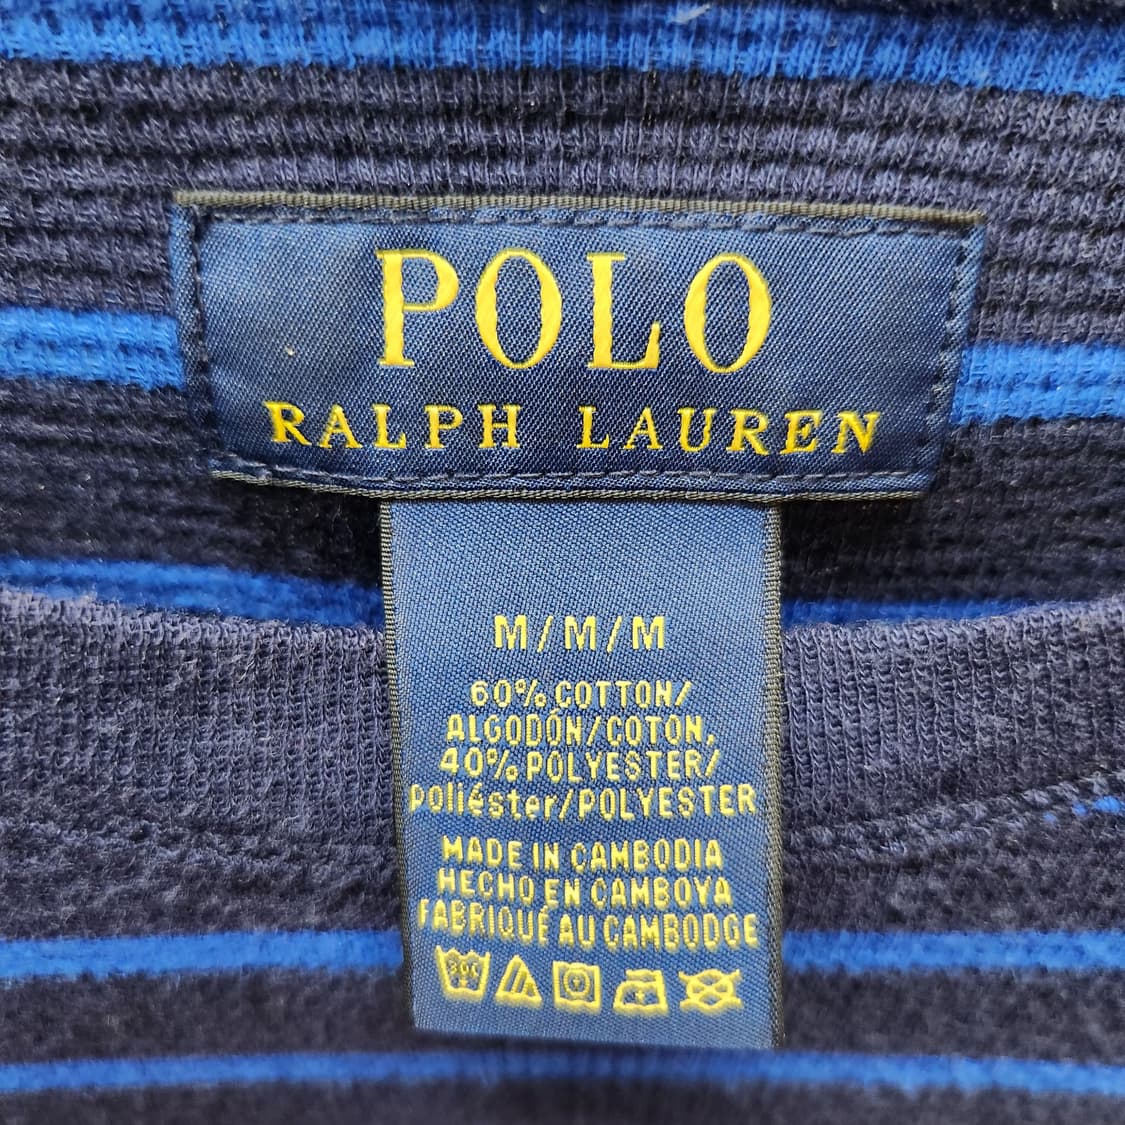 POLO
RALPH LAUREN
M/M/M
60% COTTON/
ALGODÓN/COTON,
40% POLYESTER/
poliéster/POLYESTER
MADE IN CAMBODIA
HECHO EN CAMBOYA
FABRIQUÉ AU CAMBODGE